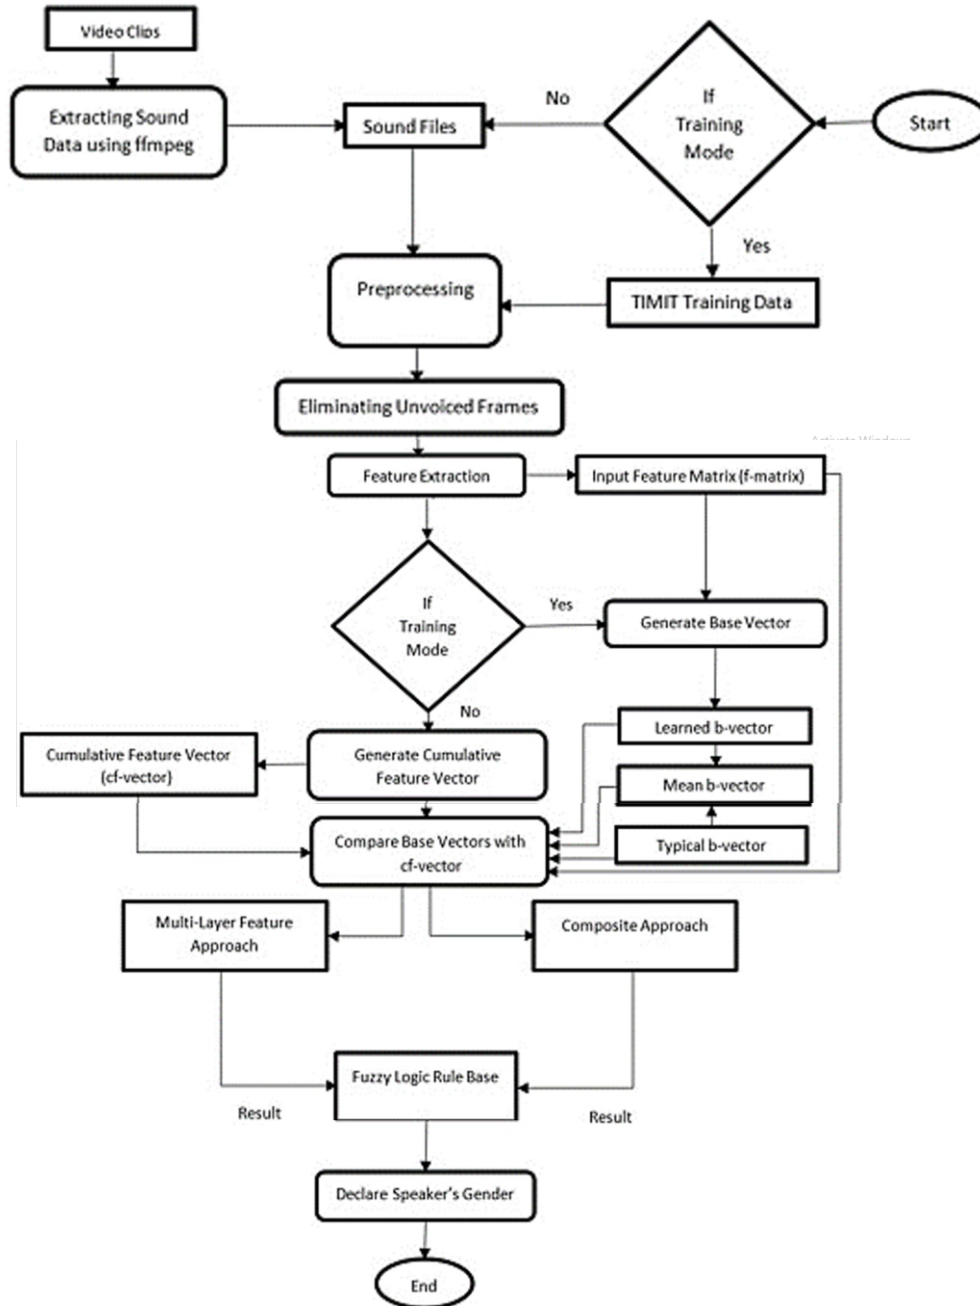 Video Clips
Extracting Sound
Data using ffmpeg
Sound Files
No
If
Training
Mode
Start
Yes
Preprocessing
TIMIT Training Data
Eliminating Unvoiced Frames
Activate Windows
Feature Extraction
Input Feature Matrix (f-matrix)
If
Training
Mode
Yes
Generate Base Vector
No
Learned b-vector
Cumulative Feature Vector
(cf-vector)
Generate Cumulative
Feature Vector
Mean b-vector
Compare Base Vectors with
cf-vector
Typical b-vector
Multi-Layer Feature
Approach
Composite Approach
Fuzzy Logic Rule Base
Result
Result
Declare Speaker's Gender
End